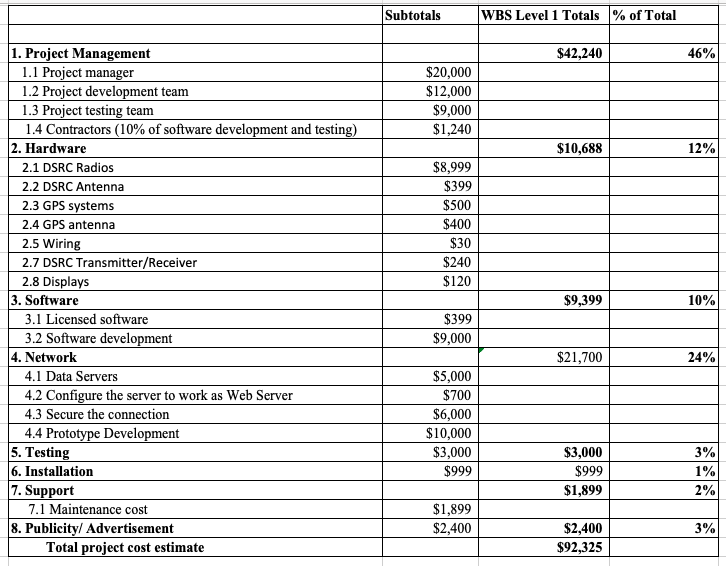 Subtotals WBS Level 1 Totals % of Total
1. Project Management $42,240 46%
1.1 Project manager $20,000
1.2 Project development team $12,000
1.3 Project testing team $9,000
1.4 Contractors (10% of software development and testing) $1,240
2. Hardware $10,688 12%
2.1 DSRC Radios $8,999
2.2 DSRC Antenna $399
2.3 GPS systems $500
2.4 GPS antenna $400
2.5 Wiring $30
2.7 DSRC Transmitter/Receiver $240
2.8 Displays $120
3. Software $9,399 10%
3.1 Licensed software $399
3.2 Software development $9,000
4. Network $21,700 24%
4.1 Data Servers $5,000
4.2 Configure the server to work as Web Server $700
4.3 Secure the connection $6,000
4.4 Prototype Development $10,000
5. Testing $3,000 $3,000 3%
6. Installation $999 $999 1%
7. Support $1,899 2%
7.1 Maintenance cost $1,899
8. Publicity/ Advertisement $2,400 $2,400 3%
Total project cost estimate $92,325